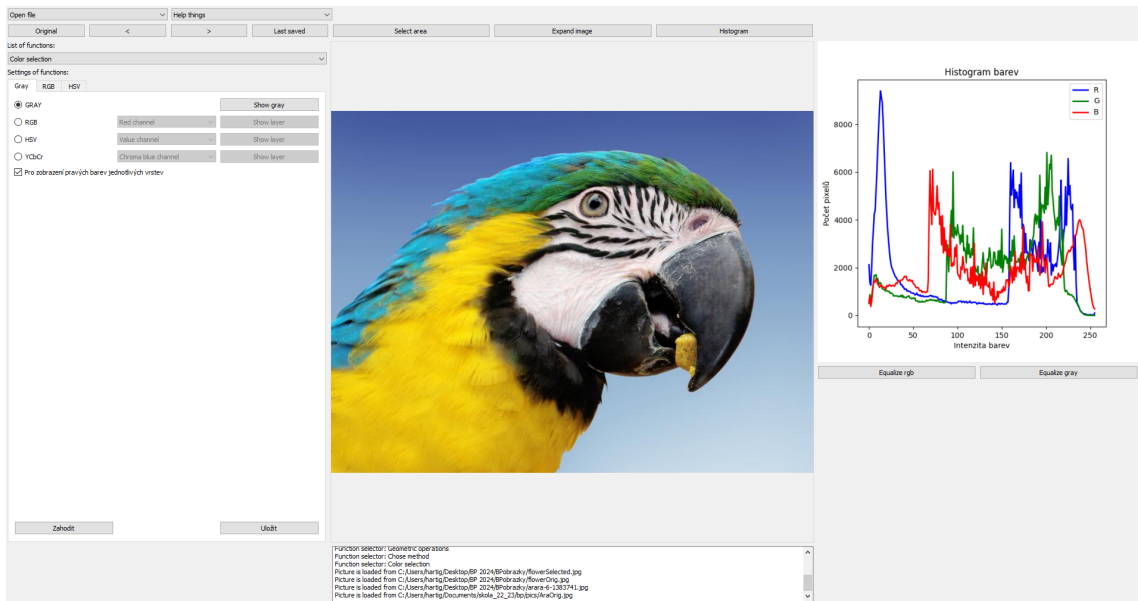 Open file
Help things
Original
<
>
Last saved
Select area
Expand image
Histogram
List of functions:
Color selection
Settings of functions:
Gray
RGB
HSV
GRAY
Show gray
RGB
Red channel
Show layer
HSV
Value channel
Show layer
YCbCr
Chroma blue channel
Show layer
Pro zobrazení pravých barev jednotlivých vrstev
Zahodit
Uložit
Histogram barev
R
G
B
8000
6000
4000
2000
0
Počet pixelů
0
50
100
150
200
250
Intenzita barev
Equalize rgb
Equalize gray
Function selector: Geometric operations
Function selector: Chose method
Function selector: Color selection
Picture is loaded from C:/Users/hartig/Desktop/BP 2024/BPobrazky/flowerSelected.jpg
Picture is loaded from C:/Users/hartig/Desktop/BP 2024/BPobrazky/flowerOrig.jpg
Picture is loaded from C:/Users/hartig/Desktop/BP 2024/BPobrazky/arara-6-1383741.jpg
Picture is loaded from C:/Users/hartig/Documents/skola_22_23/bp/pics/AraOrig.jpg